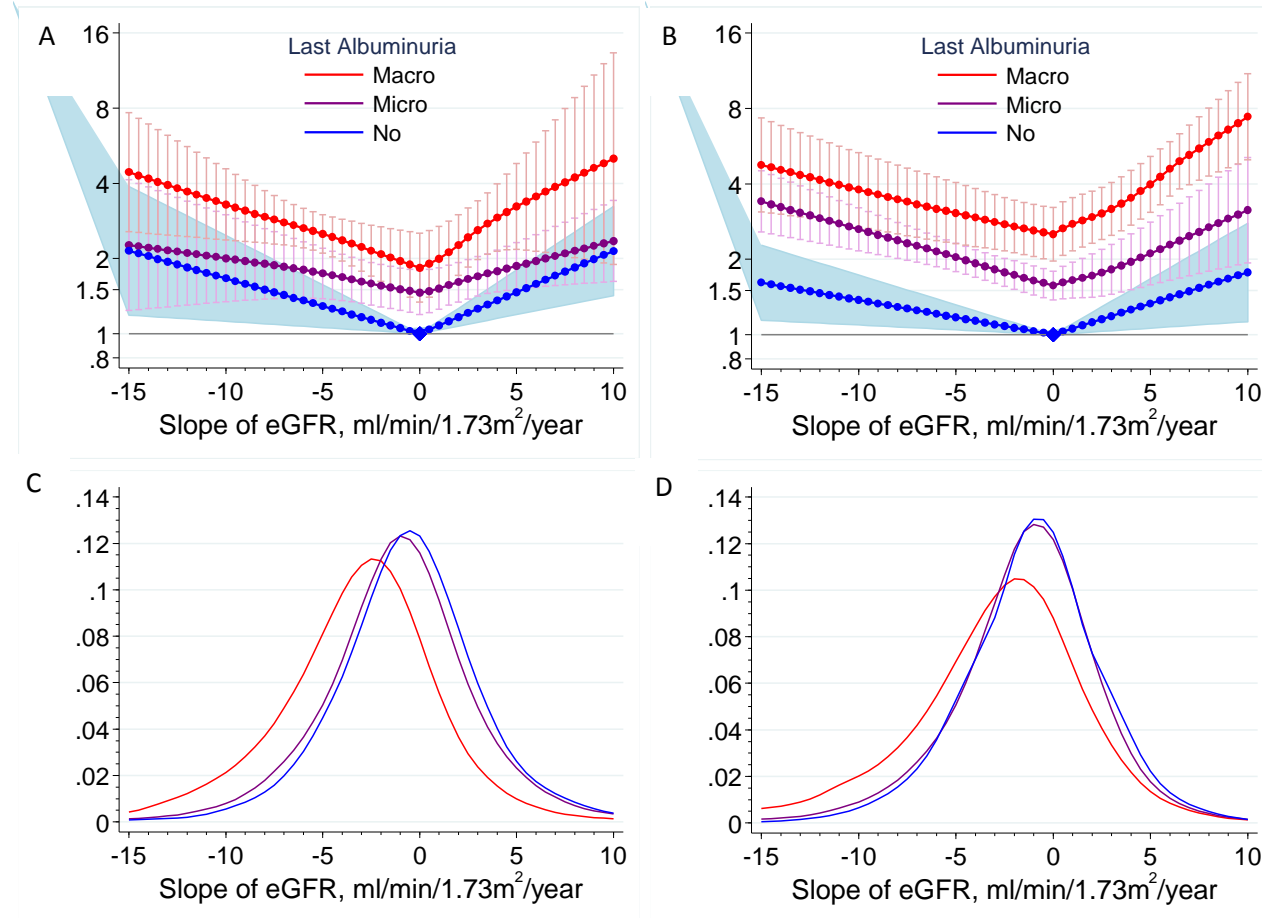 A
16
8
4
2
1.5
1
.8
Last Albuminuria
Macro
Micro
No
-15 -10 -5 0 5 10
Slope of eGFR, ml/min/1.73m²/year
B
16
8
4
2
1.5
1
.8
Last Albuminuria
Macro
Micro
No
-15 -10 -5 0 5 10
Slope of eGFR, ml/min/1.73m²/year
C
.14
.12
.1
.08
.06
.04
.02
0
-15 -10 -5 0 5 10
Slope of eGFR, ml/min/1.73m²/year
D
.14
.12
.1
.08
.06
.04
.02
0
-15 -10 -5 0 5 10
Slope of eGFR, ml/min/1.73m²/year